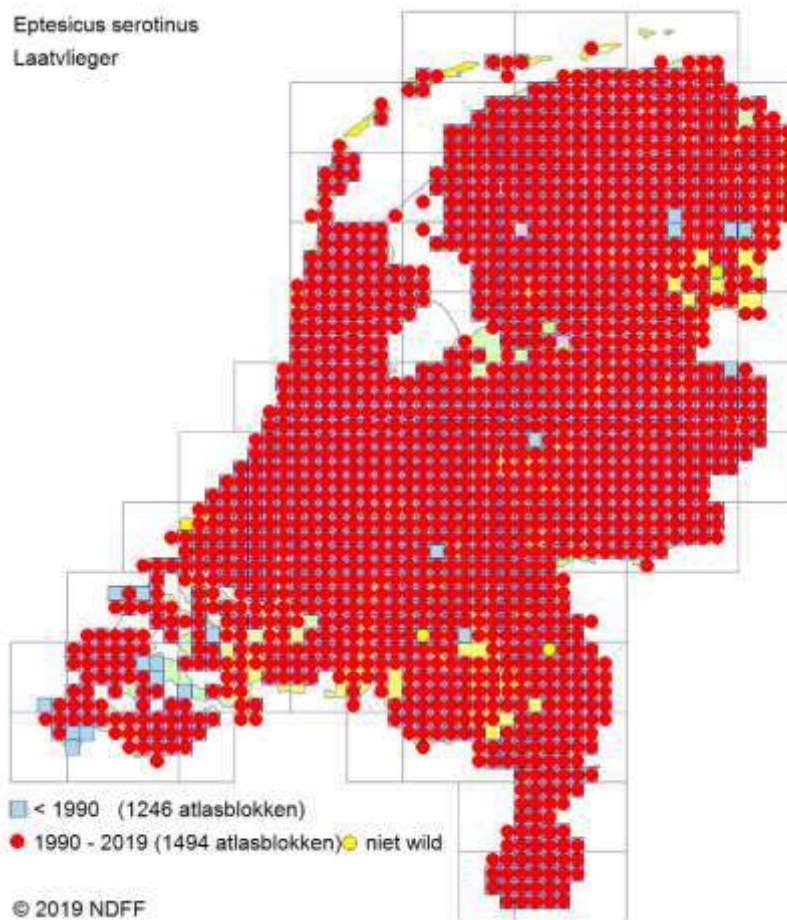 Eptesicus serotinus
Laatvlieger
< 1990 (1246 atlasblokken)
1990 - 2019 (1494 atlasblokken) niet wild
© 2019 NDFF